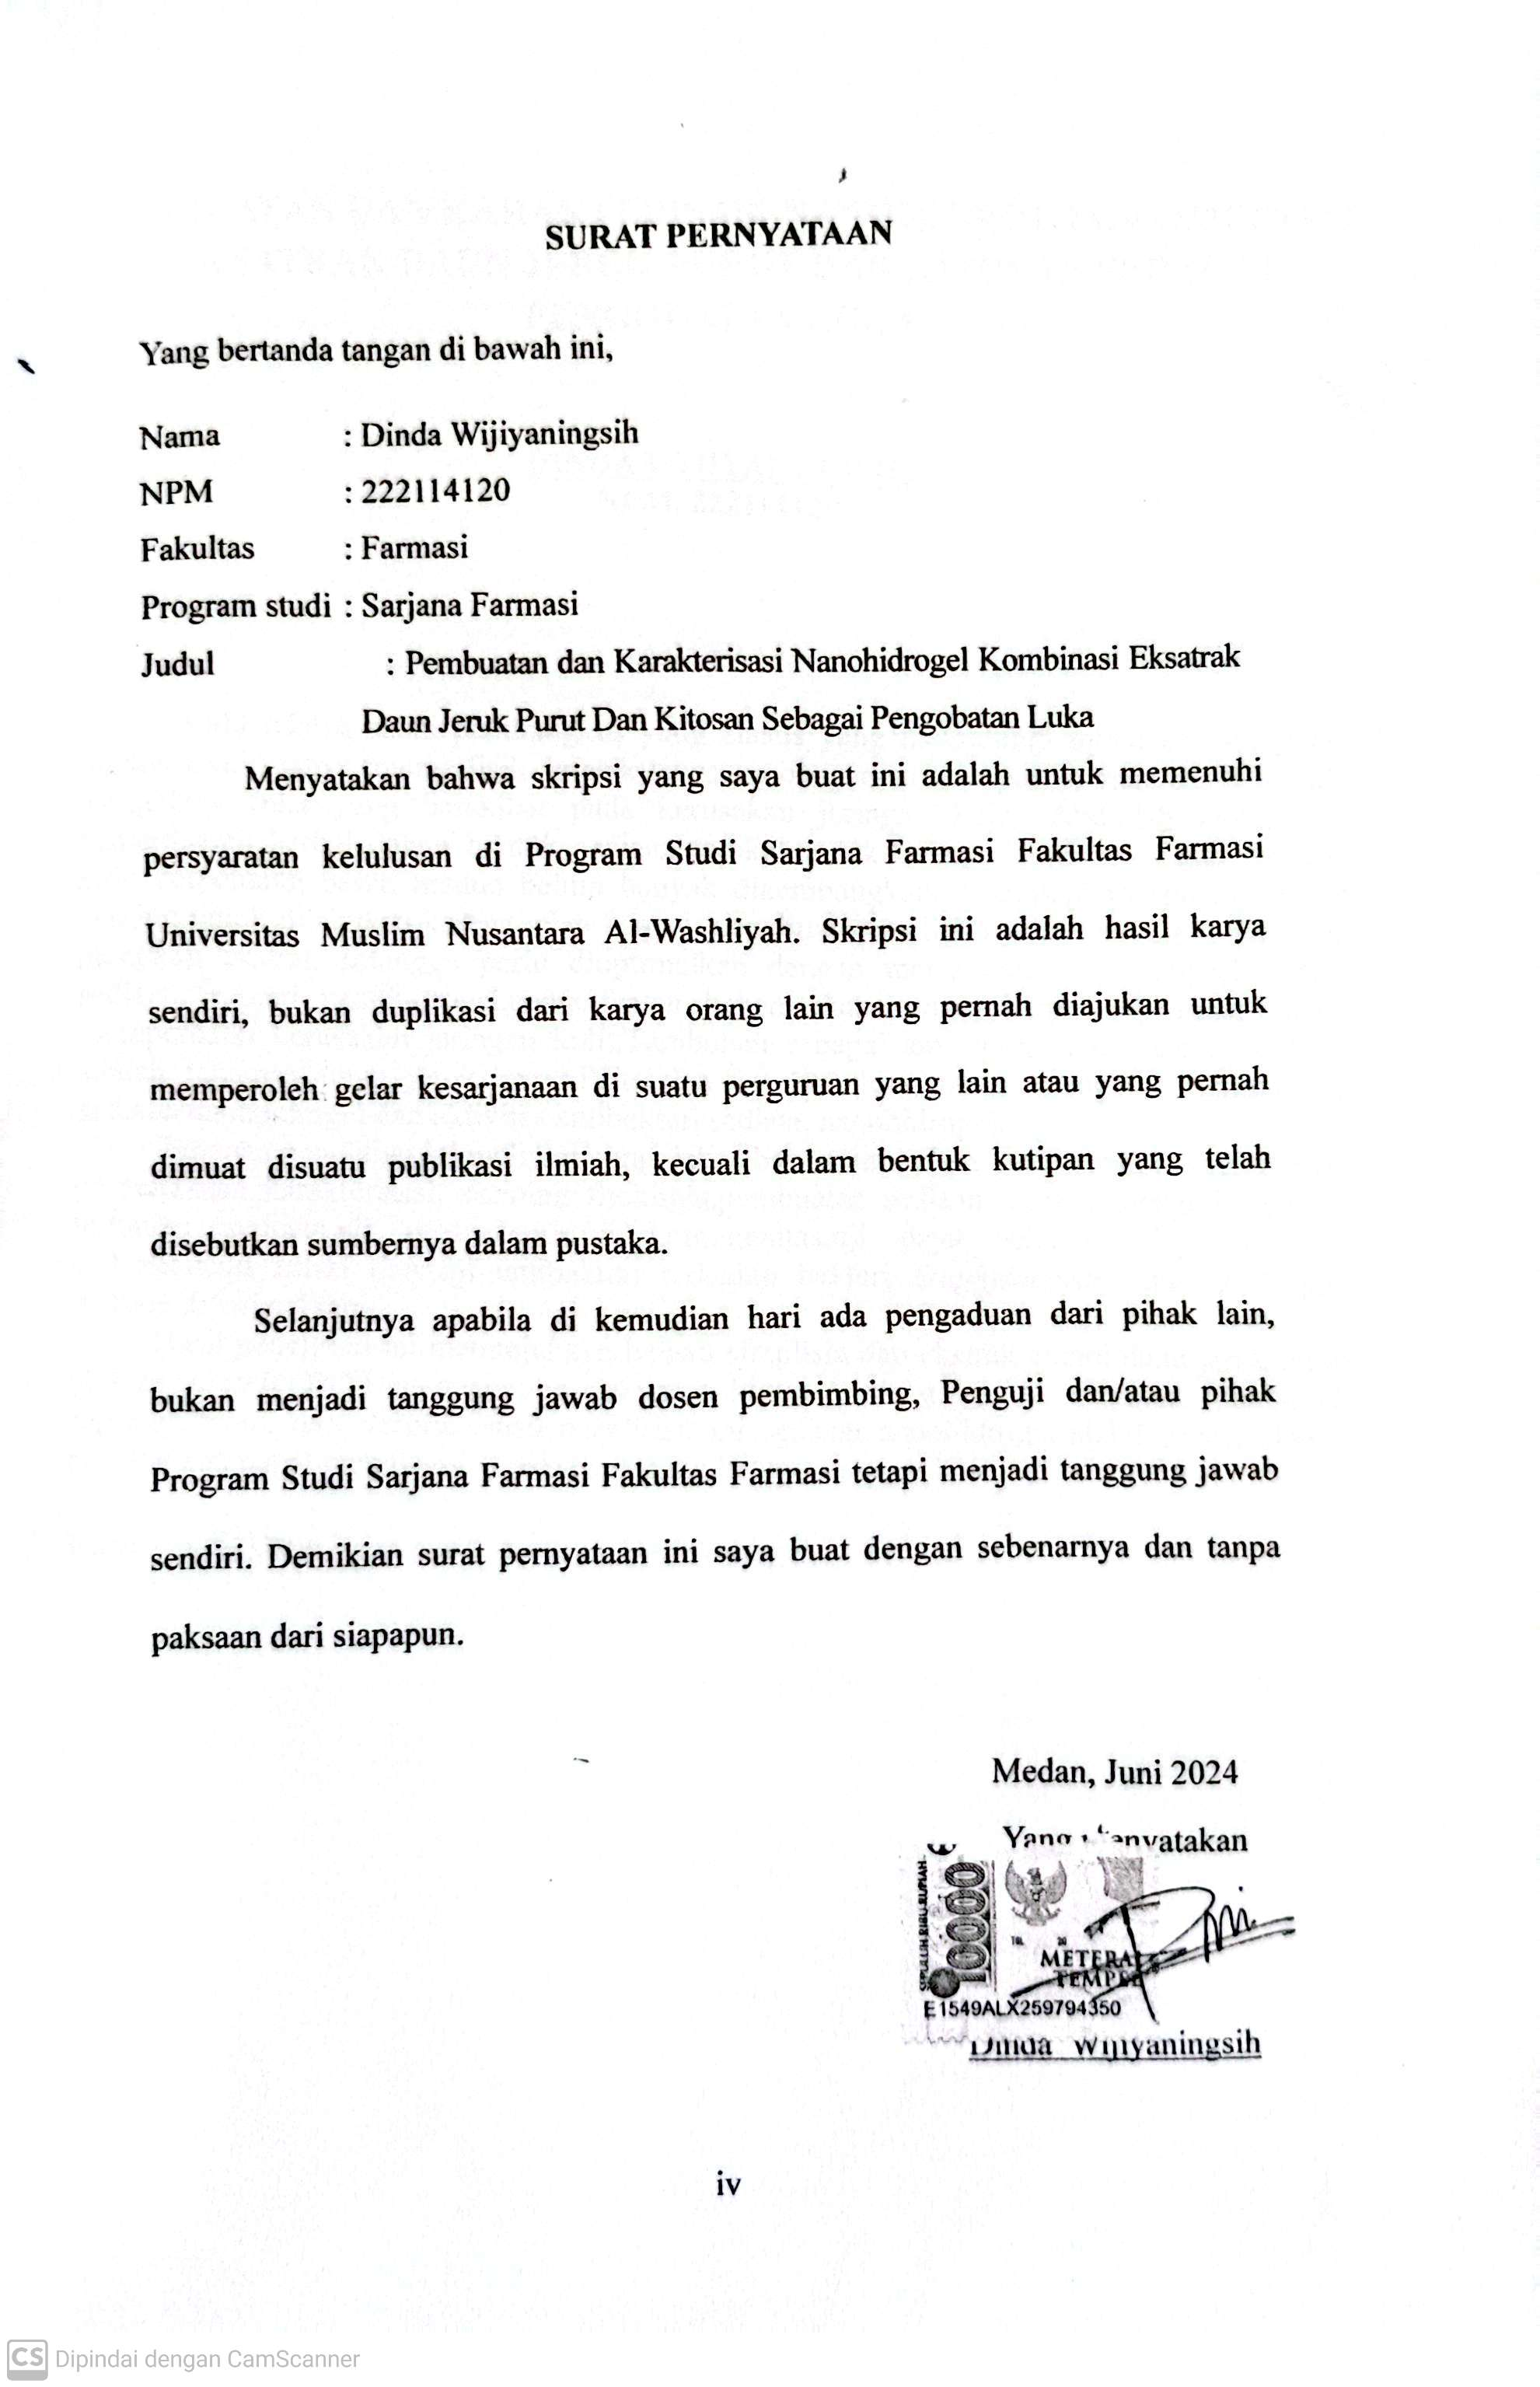 SURAT PERNYATAAN
Yang bertanda tangan di bawah ini,
Nama : Dinda Wijiyaningsih
NPM : 222114120
Fakultas : Farmasi
Program studi : Sarjana Farmasi
Judul : Pembuatan dan Karakterisasi Nanohidrogel Kombinasi Eksatrak
Daun Jeruk Purut Dan Kitosan Sebagai Pengobatan Luka
Menyatakan bahwa skripsi yang saya buat ini adalah untuk memenuhi
persyaratan kelulusan di Program Studi Sarjana Farmasi Fakultas Farmasi
Universitas Muslim Nusantara Al-Washliyah. Skripsi ini adalah hasil karya
sendiri, bukan duplikasi dari karya orang lain yang pernah diajukan untuk
memperoleh gelar kesarjanaan di suatu perguruan yang lain atau yang pernah
dimuat disuatu publikasi ilmiah, kecuali dalam bentuk kutipan yang telah
disebutkan sumbernya dalam pustaka.
Selanjutnya apabila di kemudian hari ada pengaduan dari pihak lain,
bukan menjadi tanggung jawab dosen pembimbing, Penguji dan/atau pihak
Program Studi Sarjana Farmasi Fakultas Farmasi tetapi menjadi tanggung jawab
sendiri. Demikian surat pernyataan ini saya buat dengan sebenarnya dan tanpa
paksaan dari siapapun.
Medan, Juni 2024
Yang
SEPULUH RIBU RUPIAH
10000
METERAI
TEMPEL
E1549ALX259794350
Dinda Wijiyaningsih
iv
CS Dipindai dengan CamScanner